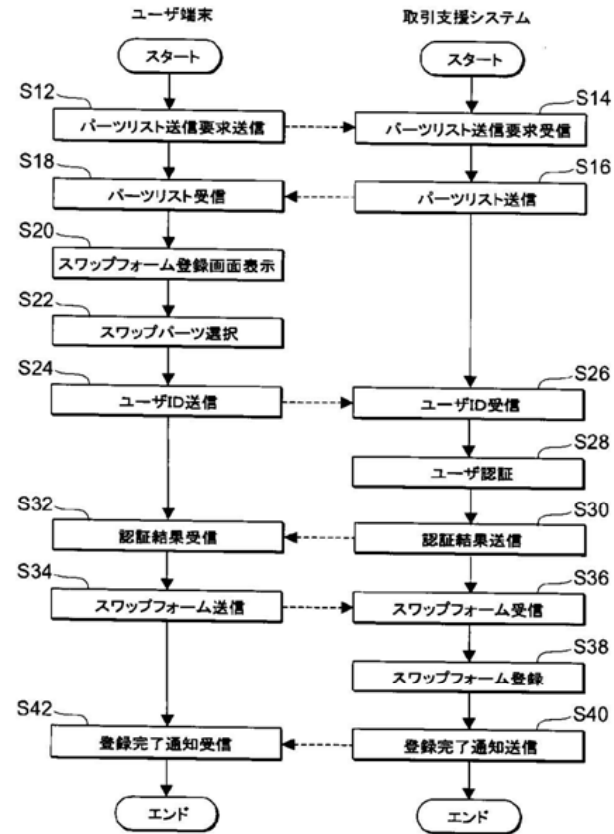 ユーザ端末
取引支援システム
スタート
スタート
S12
S14
パーツリスト送信要求送信
パーツリスト送信要求受信
S18
S16
パーツリスト受信
パーツリスト送信
S20
スワップフォーム登録画面表示
S22
スワップパーツ選択
S24
S26
ユーザID送信
ユーザID受信
S28
ユーザ認証
S32
S30
認証結果受信
認証結果送信
S34
S36
スワップフォーム送信
スワップフォーム受信
S38
スワップフォーム登録
S42
S40
登録完了通知受信
登録完了通知送信
エンド
エンド